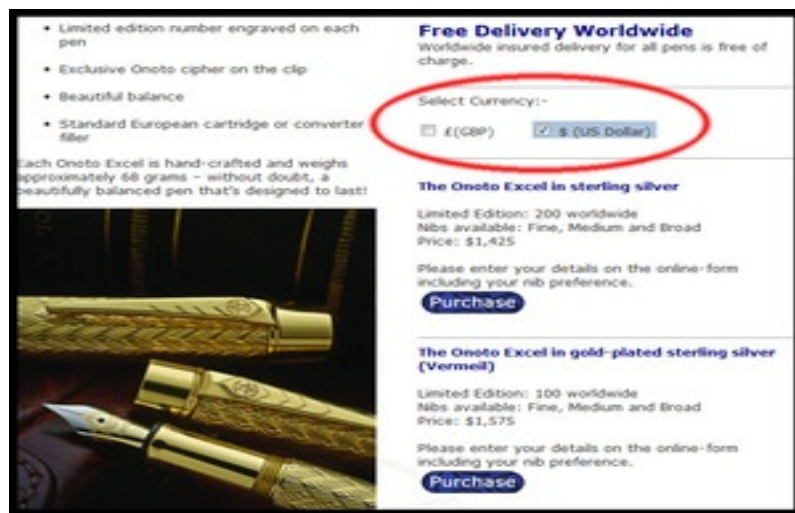 • Limited edition number engraved on each
pen
• Exclusive Onoto cipher on the clip
• Beautiful balance
• Standard European cartridge or converter
filler
Each Onoto Excel is hand-crafted and weighs
approximately 68 grams – without doubt, a
beautifully balanced pen that's designed to last!
Free Delivery Worldwide
Worldwide insured delivery for all pens is free of
charge.
Select Currency:-
£(GBP)
$ (US Dollar)
The Onoto Excel in sterling silver
Limited Edition: 200 worldwide
Nibs available: Fine, Medium and Broad
Price: $1,425
Please enter your details on the online-form
including your nib preference.
Purchase
The Onoto Excel in gold-plated sterling silver
(Vermeil)
Limited Edition: 100 worldwide
Nibs available: Fine, Medium and Broad
Price: $1,575
Please enter your details on the online-form
including your nib preference.
Purchase